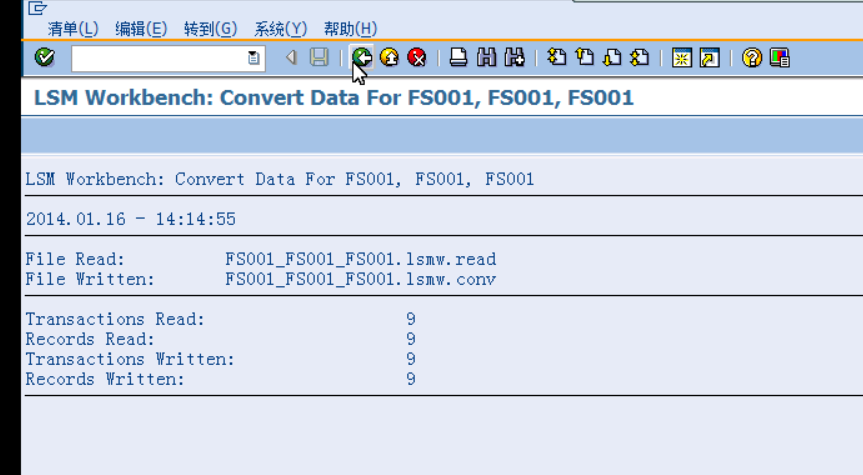 清单(L) 编辑(E) 转到(G) 系统(Y) 帮助(H)
LSM Workbench: Convert Data For FS001, FS001, FS001
LSM Workbench: Convert Data For FS001, FS001, FS001
2014.01.16 - 14:14:55
File Read: FS001_FS001_FS001.lsmw.read
File Written: FS001_FS001_FS001.lsmw.conv
Transactions Read: 9
Records Read: 9
Transactions Written: 9
Records Written: 9